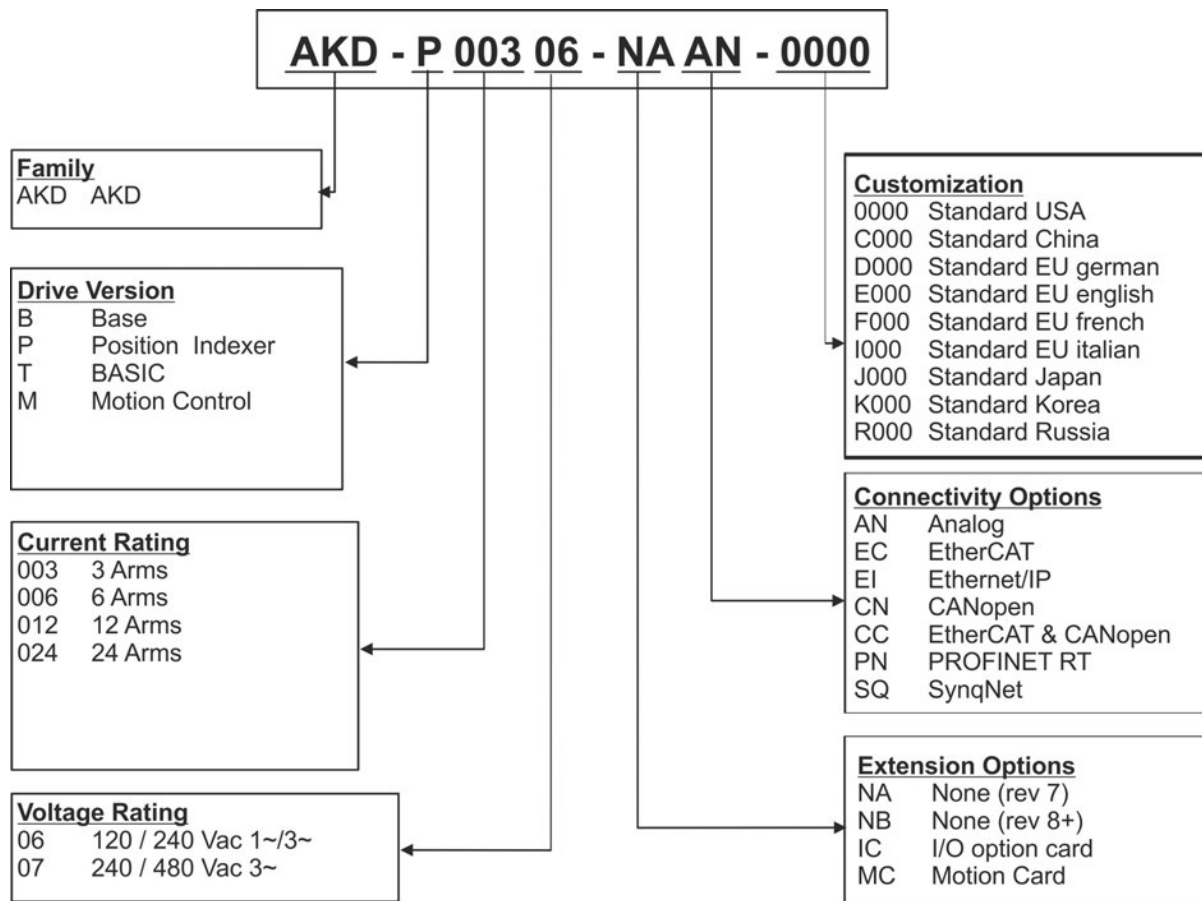 AKD - P 003 06 - NA AN - 0000
Family
AKD AKD
Drive Version
B Base
P Position Indexer
T BASIC
M Motion Control
Current Rating
003 3 Arms
006 6 Arms
012 12 Arms
024 24 Arms
Voltage Rating
06 120 / 240 Vac 1~/3~
07 240 / 480 Vac 3~
Customization
0000 Standard USA
C000 Standard China
D000 Standard EU german
E000 Standard EU english
F000 Standard EU french
I000 Standard EU italian
J000 Standard Japan
K000 Standard Korea
R000 Standard Russia
Connectivity Options
AN Analog
EC EtherCAT
EI Ethernet/IP
CN CANopen
CC EtherCAT & CANopen
PN PROFINET RT
SQ SynqNet
Extension Options
NA None (rev 7)
NB None (rev 8+)
IC I/O option card
MC Motion Card